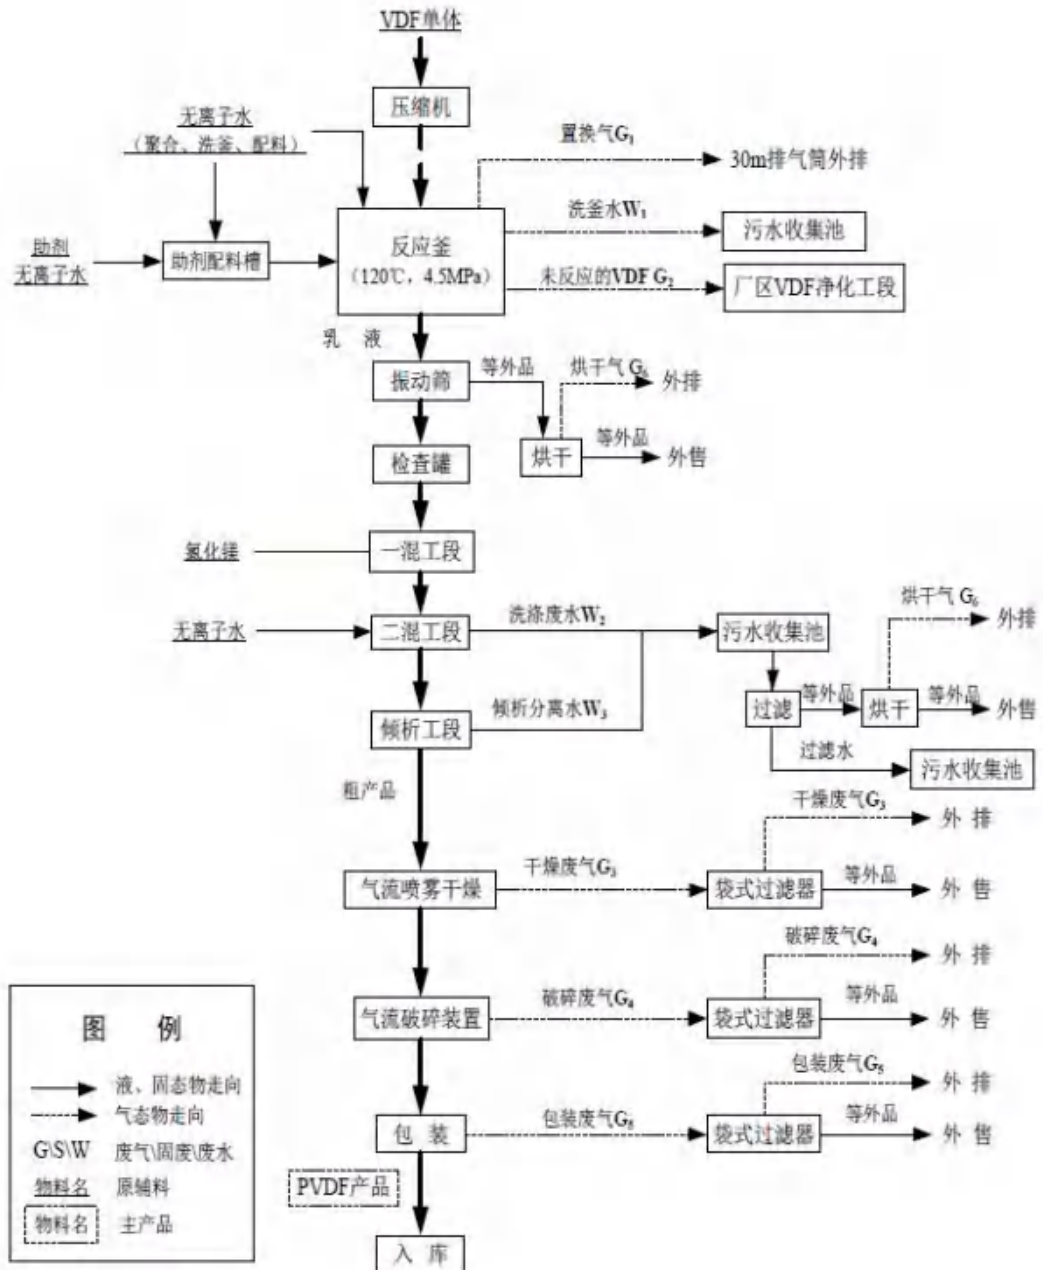 VDF单体
压缩机
无离子水
（聚合、洗釜、配料）
置换气G₁
30m排气筒外排
洗釜水W₁
污水收集池
反应釜
（120℃，4.5MPa）
助剂
无离子水
助剂配料槽
未反应的VDF G₂
厂区VDF净化工段
乳 液
振动筛
等外品
烘干气 G₆
外排
烘干
等外品
外售
检查罐
氯化镁
一混工段
无离子水
二混工段
洗涤废水W₂
污水收集池
烘干气 G₆
外排
倾析工段
倾析分离水W₃
过滤
等外品
烘干
等外品
外售
过滤水
污水收集池
粗产品
干燥废气G₃
外 排
气流喷雾干燥
干燥废气G₃
袋式过滤器
等外品
外 售
破碎废气G₄
外 排
气流破碎装置
破碎废气G₄
袋式过滤器
等外品
外 售
包装废气G₅
外 排
包 装
包装废气G₅
袋式过滤器
等外品
外 售
PVDF产品
入 库
图 例
液、固态物走向
气态物走向
G\S\W 废气\固废\废水
物料名 原辅料
物料名 主产品